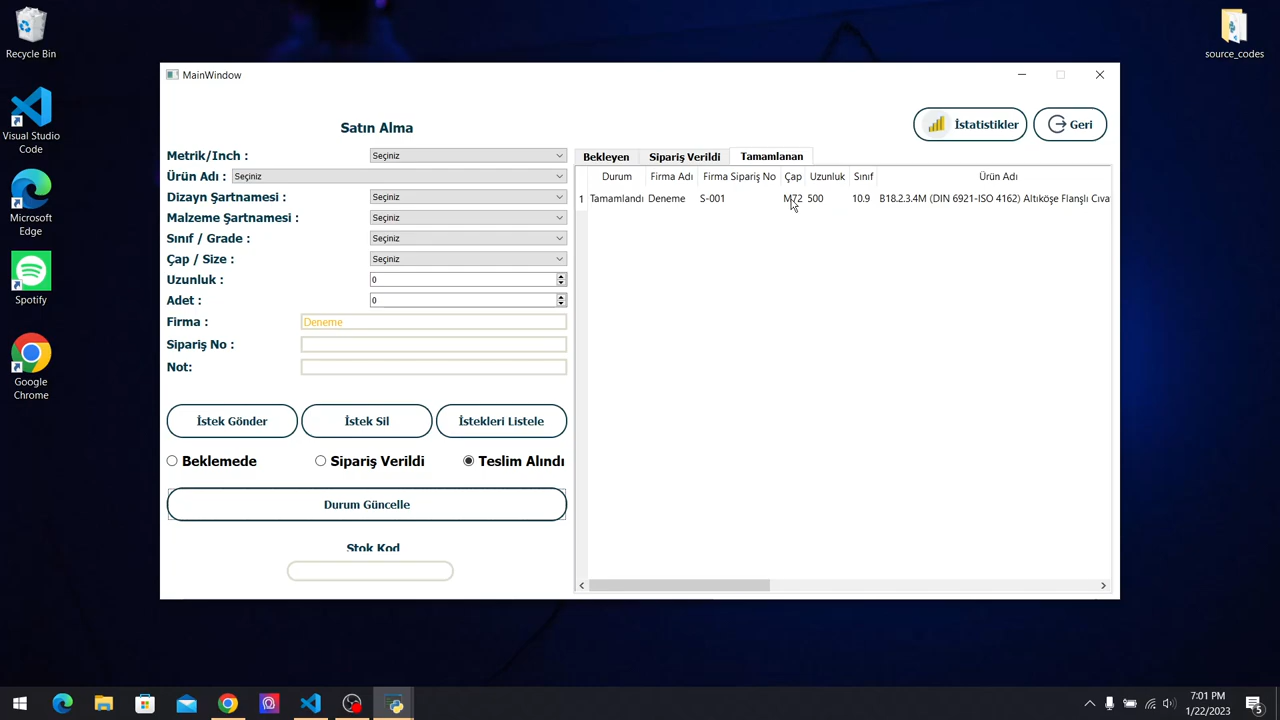 Recycle Bin
Visual Studio Code
Microsoft Edge
Spotify
Google Chrome
source_codes
MainWindow
Satın Alma
İstatistikler
Geri
Metrik/Inch :
Seçiniz
Ürün Adı :
Seçiniz
Dizayn Şartnamesi :
Seçiniz
Malzeme Şartnamesi :
Seçiniz
Sınıf / Grade :
Seçiniz
Çap / Size :
Seçiniz
Uzunluk :
0
Adet :
0
Firma :
Deneme
Sipariş No :
Not:
İstek Gönder
İstek Sil
İstekleri Listele
Beklemede
Sipariş Verildi
Teslim Alındı
Durum Güncelle
Stok Kod
Bekleyen
Sipariş Verildi
Tamamlanan
Durum Firma Adı Firma Sipariş No Çap Uzunluk Sınıf Ürün Adı
1 Tamamlandı Deneme S-001 M72 500 10.9 B18.2.3.4M (DIN 6921-ISO 4162) Altıköşe Flanşlı Cıva
7:01 PM
1/22/2023
5